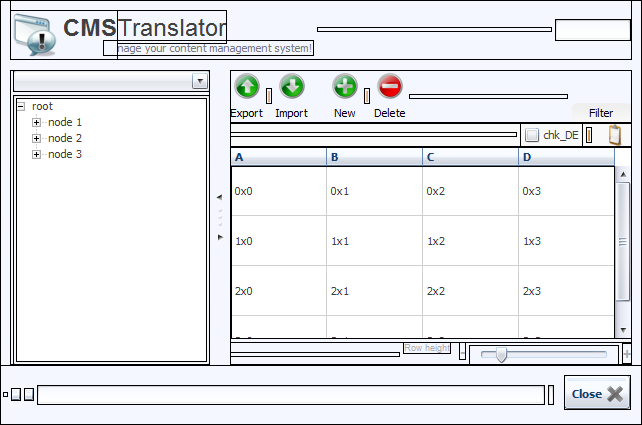 CMSTranslator
nage your content management system!
Export Import New Delete Filter
root
node 1
node 2
node 3
chk_DE
A B C D
0x0 0x1 0x2 0x3
1x0 1x1 1x2 1x3
2x0 2x1 2x2 2x3
Row height
Close